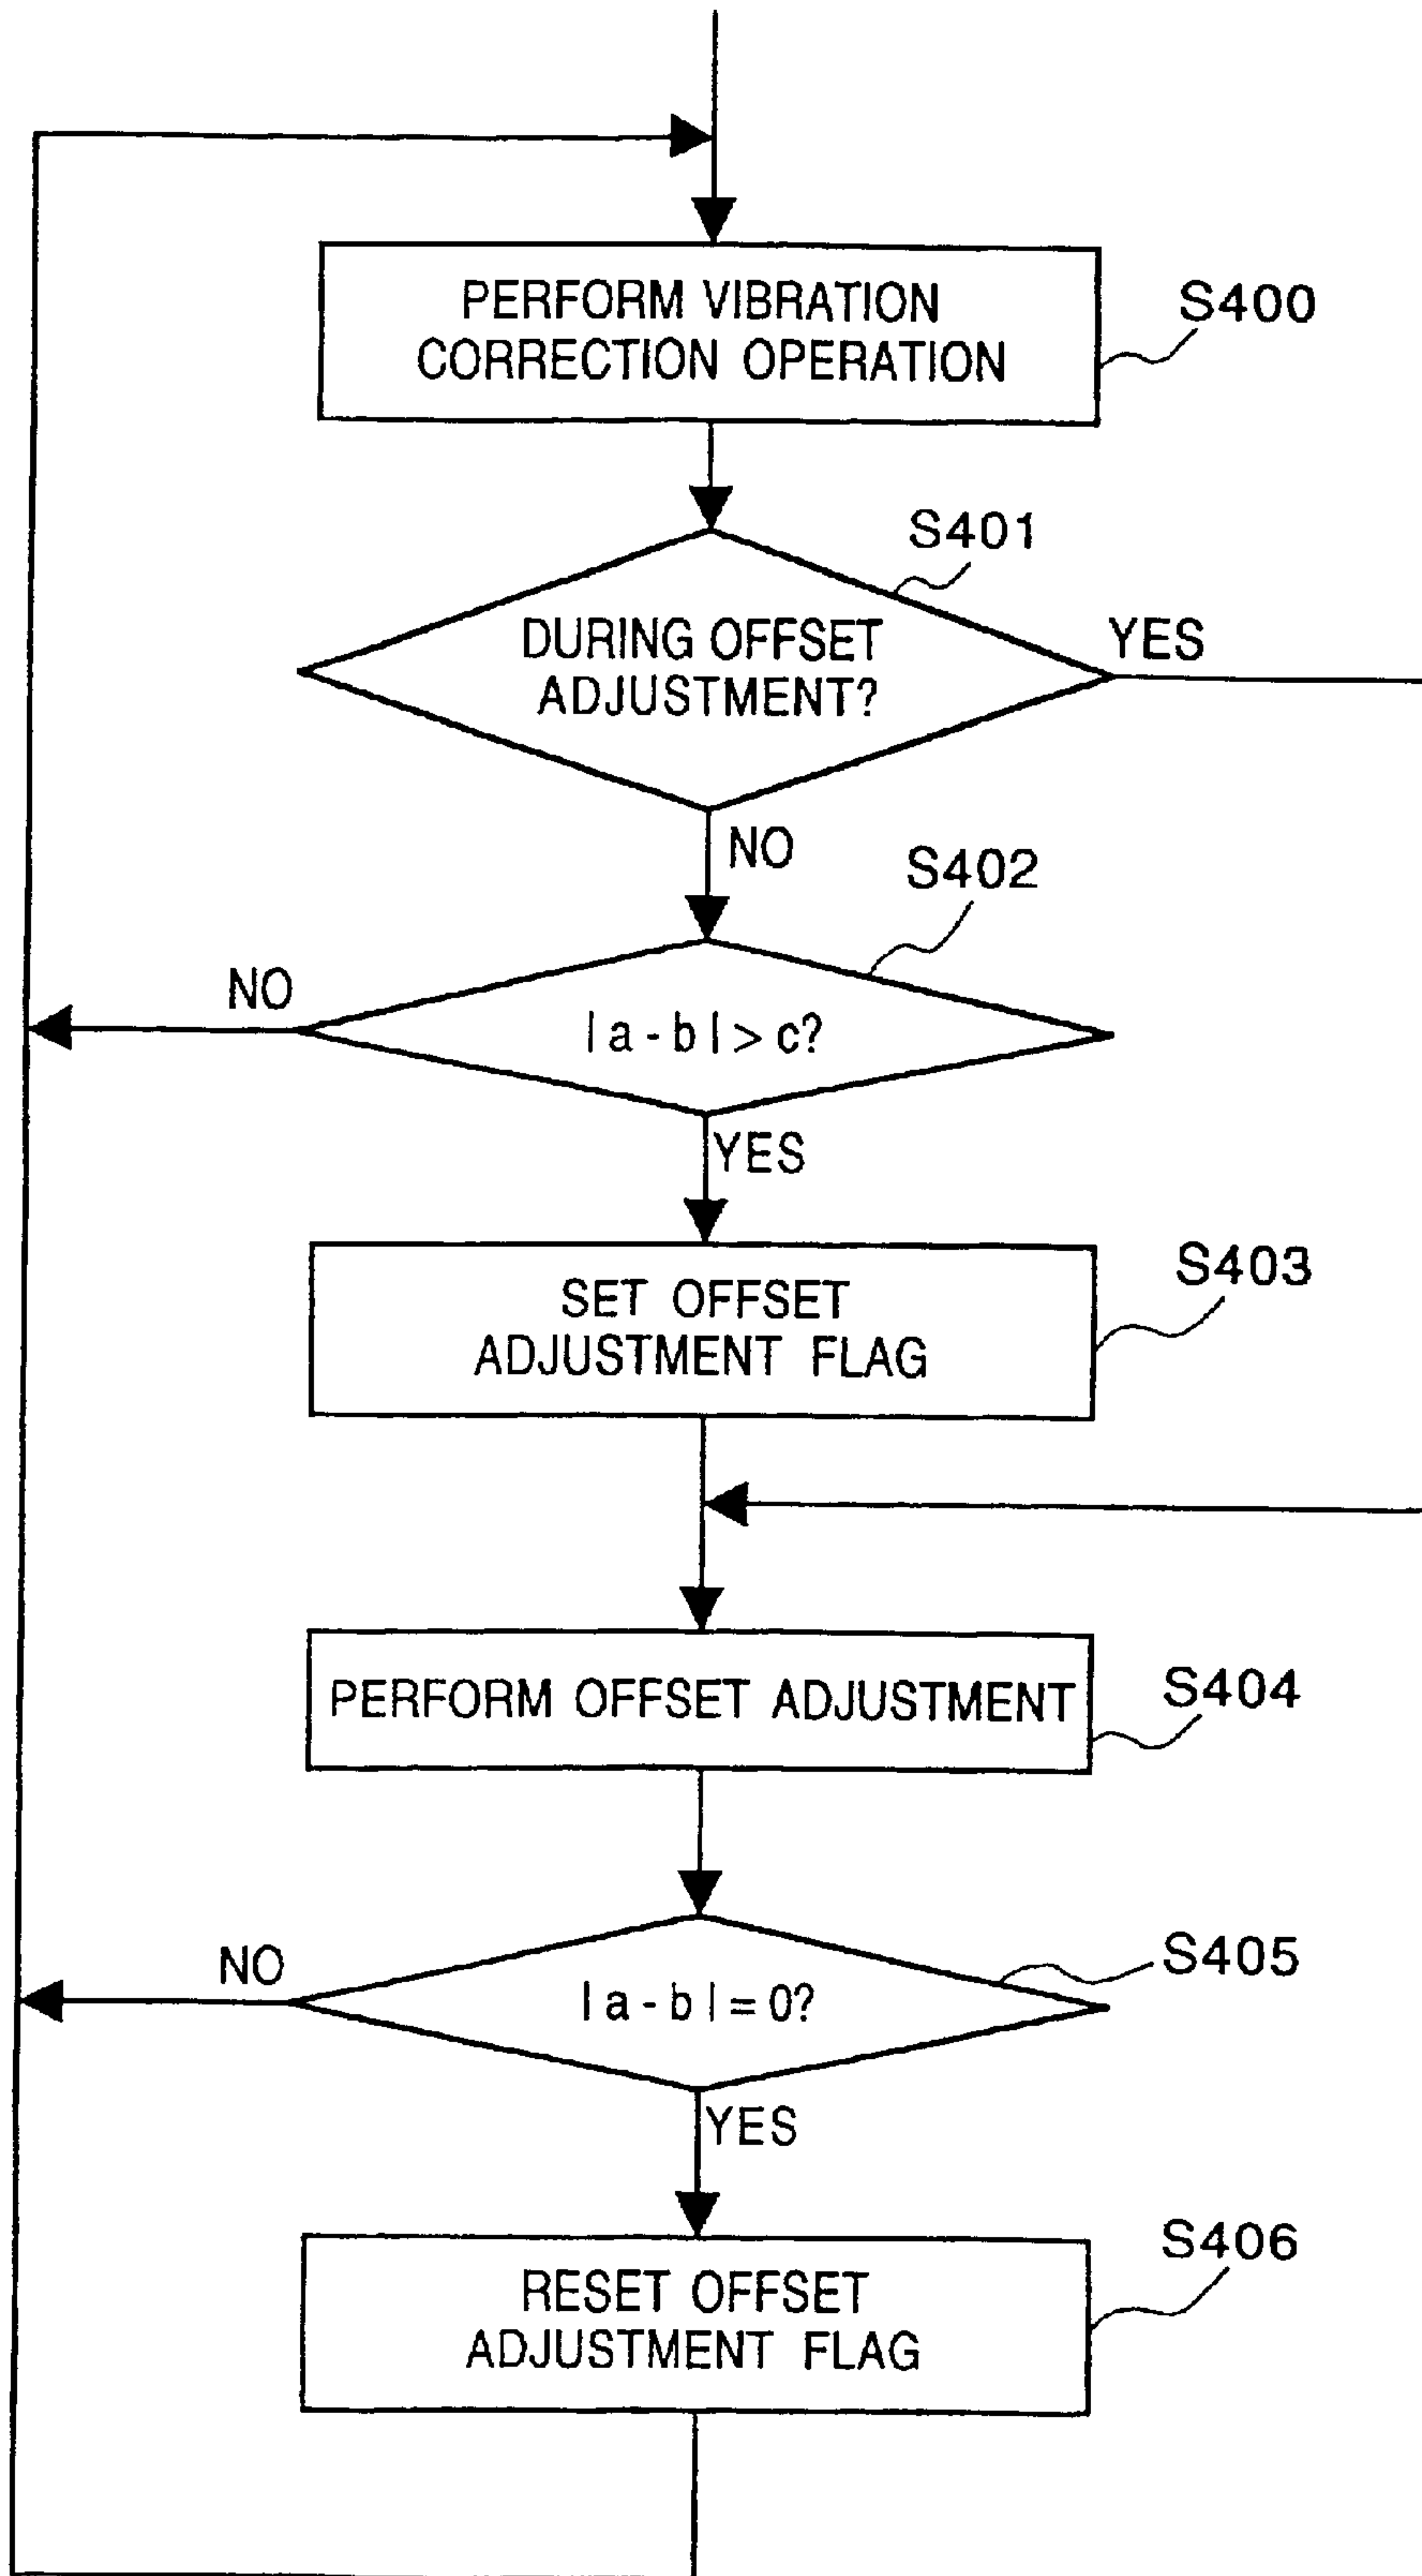 PERFORM VIBRATION
CORRECTION OPERATION
S400
S401
DURING OFFSET
ADJUSTMENT?
YES
NO
S402
NO
| a - b | > c?
YES
SET OFFSET
ADJUSTMENT FLAG
S403
PERFORM OFFSET ADJUSTMENT
S404
S405
NO
| a - b | = 0?
YES
RESET OFFSET
ADJUSTMENT FLAG
S406